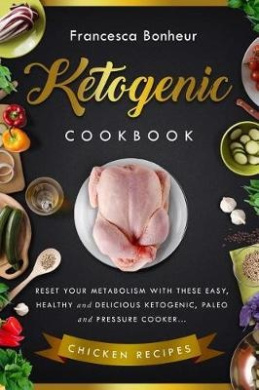 Francesca Bonheur
Ketogenic
COOKBOOK
RESET YOUR METABOLISM WITH THESE EASY,
HEALTHY and DELICIOUS KETOGENIC, PALEO
and PRESSURE COOKER...
CHICKEN RECIPES